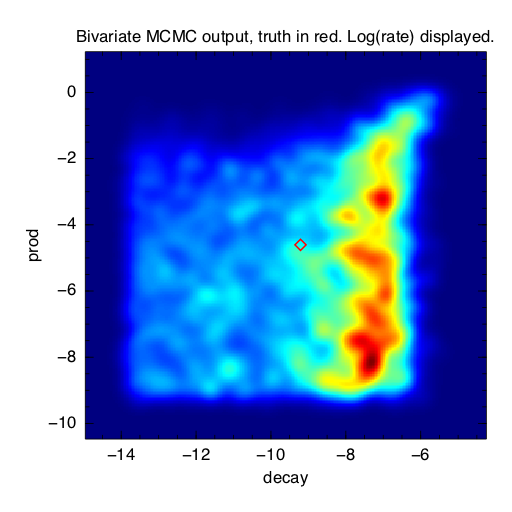 Bivariate MCMC output, truth in red. Log(rate) displayed.
0
−2
−4
−6
−8
−10
prod
−14 −12 −10 −8 −6
decay